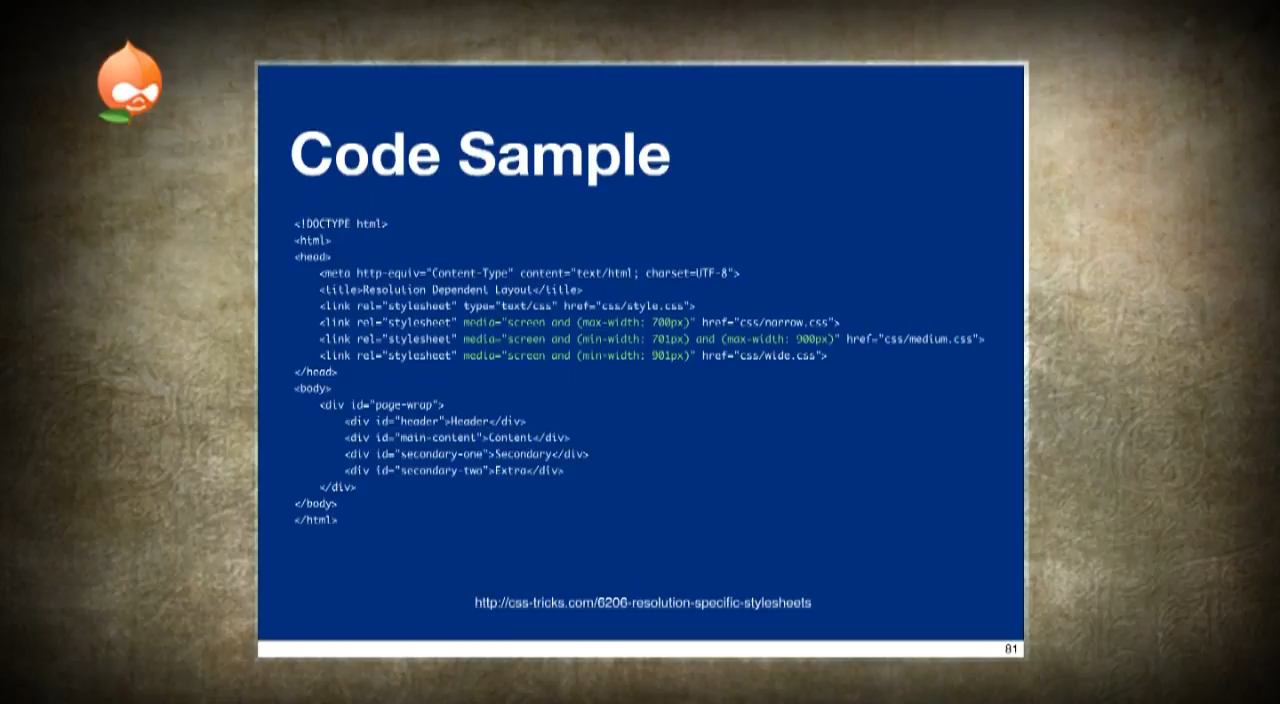 Code Sample
<!DOCTYPE html>
<html>
<head>
<meta http-equiv="Content-Type" content="text/html; charset=UTF-8">
<title>Resolution Dependent Layout</title>
<link rel="stylesheet" type="text/css" href="css/style.css">
<link rel="stylesheet" media="screen and (max-width: 700px)" href="css/narrow.css">
<link rel="stylesheet" media="screen and (min-width: 701px) and (max-width: 900px)" href="css/medium.css">
<link rel="stylesheet" media="screen and (min-width: 901px)" href="css/wide.css">
</head>
<body>
<div id="page-wrap">
<div id="header">Header</div>
<div id="main-content">Content</div>
<div id="secondary-one">Secondary</div>
<div id="secondary-two">Extra</div>
</div>
</body>
</html>
http://css-tricks.com/6206-resolution-specific-stylesheets
81